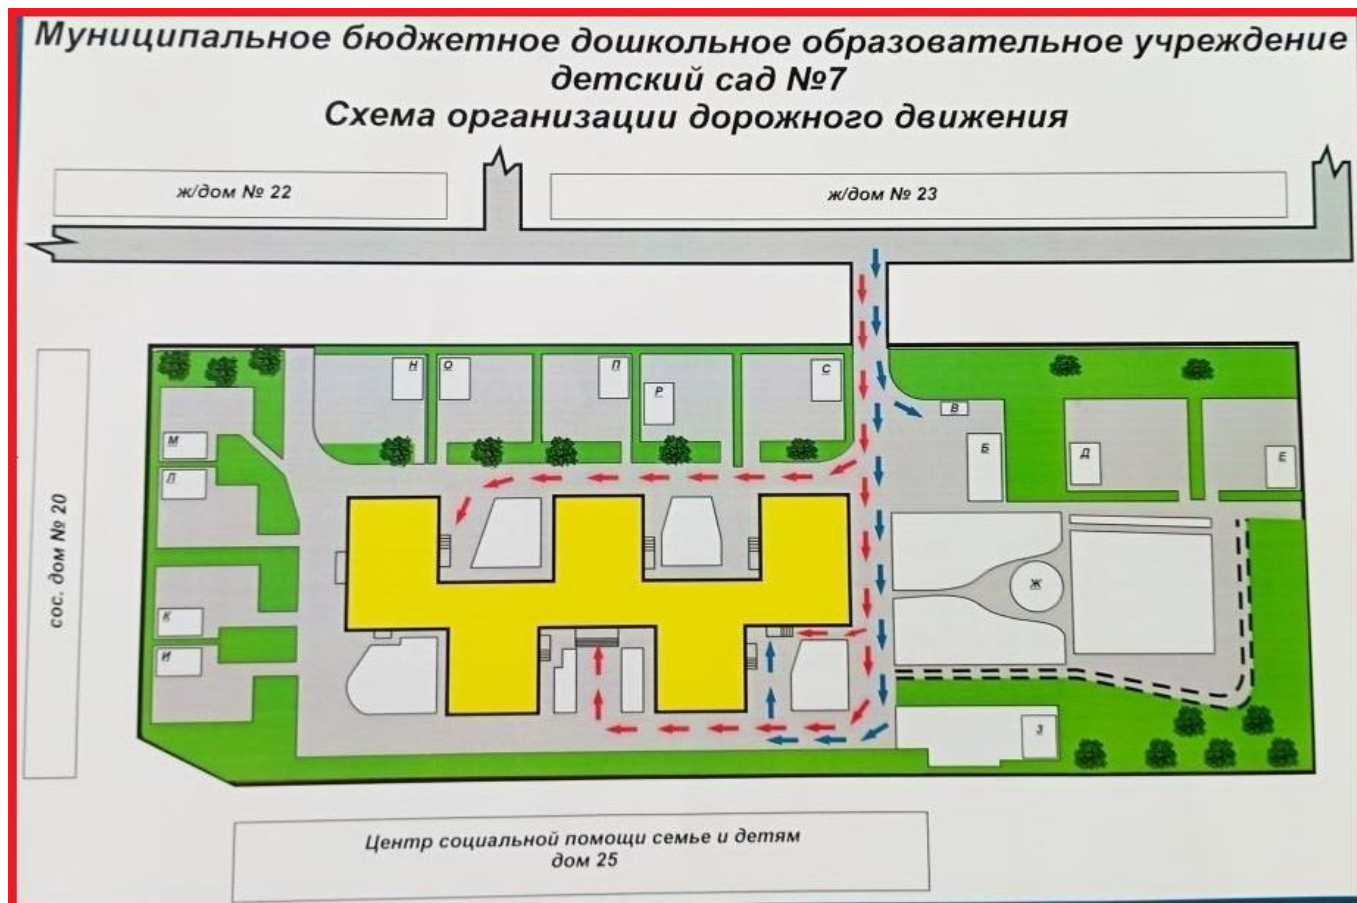 Муниципальное бюджетное дошкольное образовательное учреждение
детский сад №7
Схема организации дорожного движения
ж/дом № 22
ж/дом № 23
Н
О
П
Р
С
В
Б
Д
Е
М
Л
К
И
Ж
З
сос. дом № 20
Центр социальной помощи семье и детям
дом 25